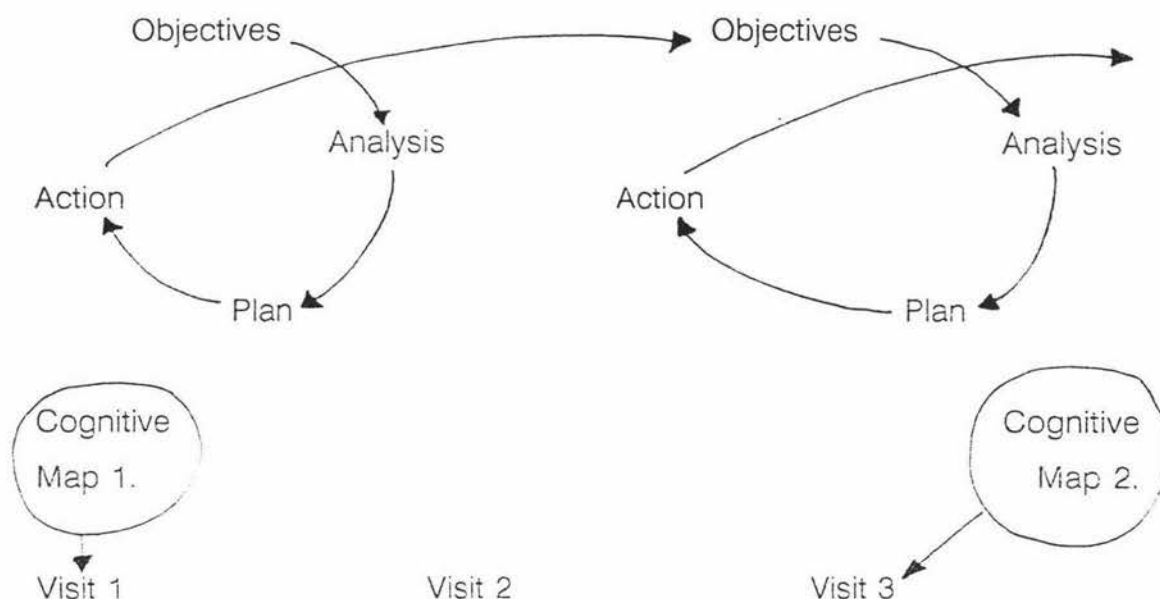 Objectives
Objectives
Analysis
Analysis
Action
Action
Plan
Plan
Cognitive
Map 1.
Cognitive
Map 2.
Visit 1
Visit 2
Visit 3